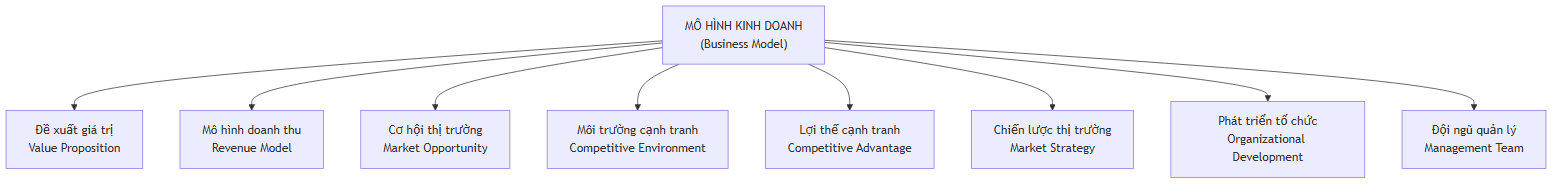 MÔ HÌNH KINH DOANH
(Business Model)
Đề xuất giá trị
Value Proposition
Mô hình doanh thu
Revenue Model
Cơ hội thị trường
Market Opportunity
Môi trường cạnh tranh
Competitive Environment
Lợi thế cạnh tranh
Competitive Advantage
Chiến lược thị trường
Market Strategy
Phát triển tổ chức
Organizational
Development
Đội ngũ quản lý
Management Team